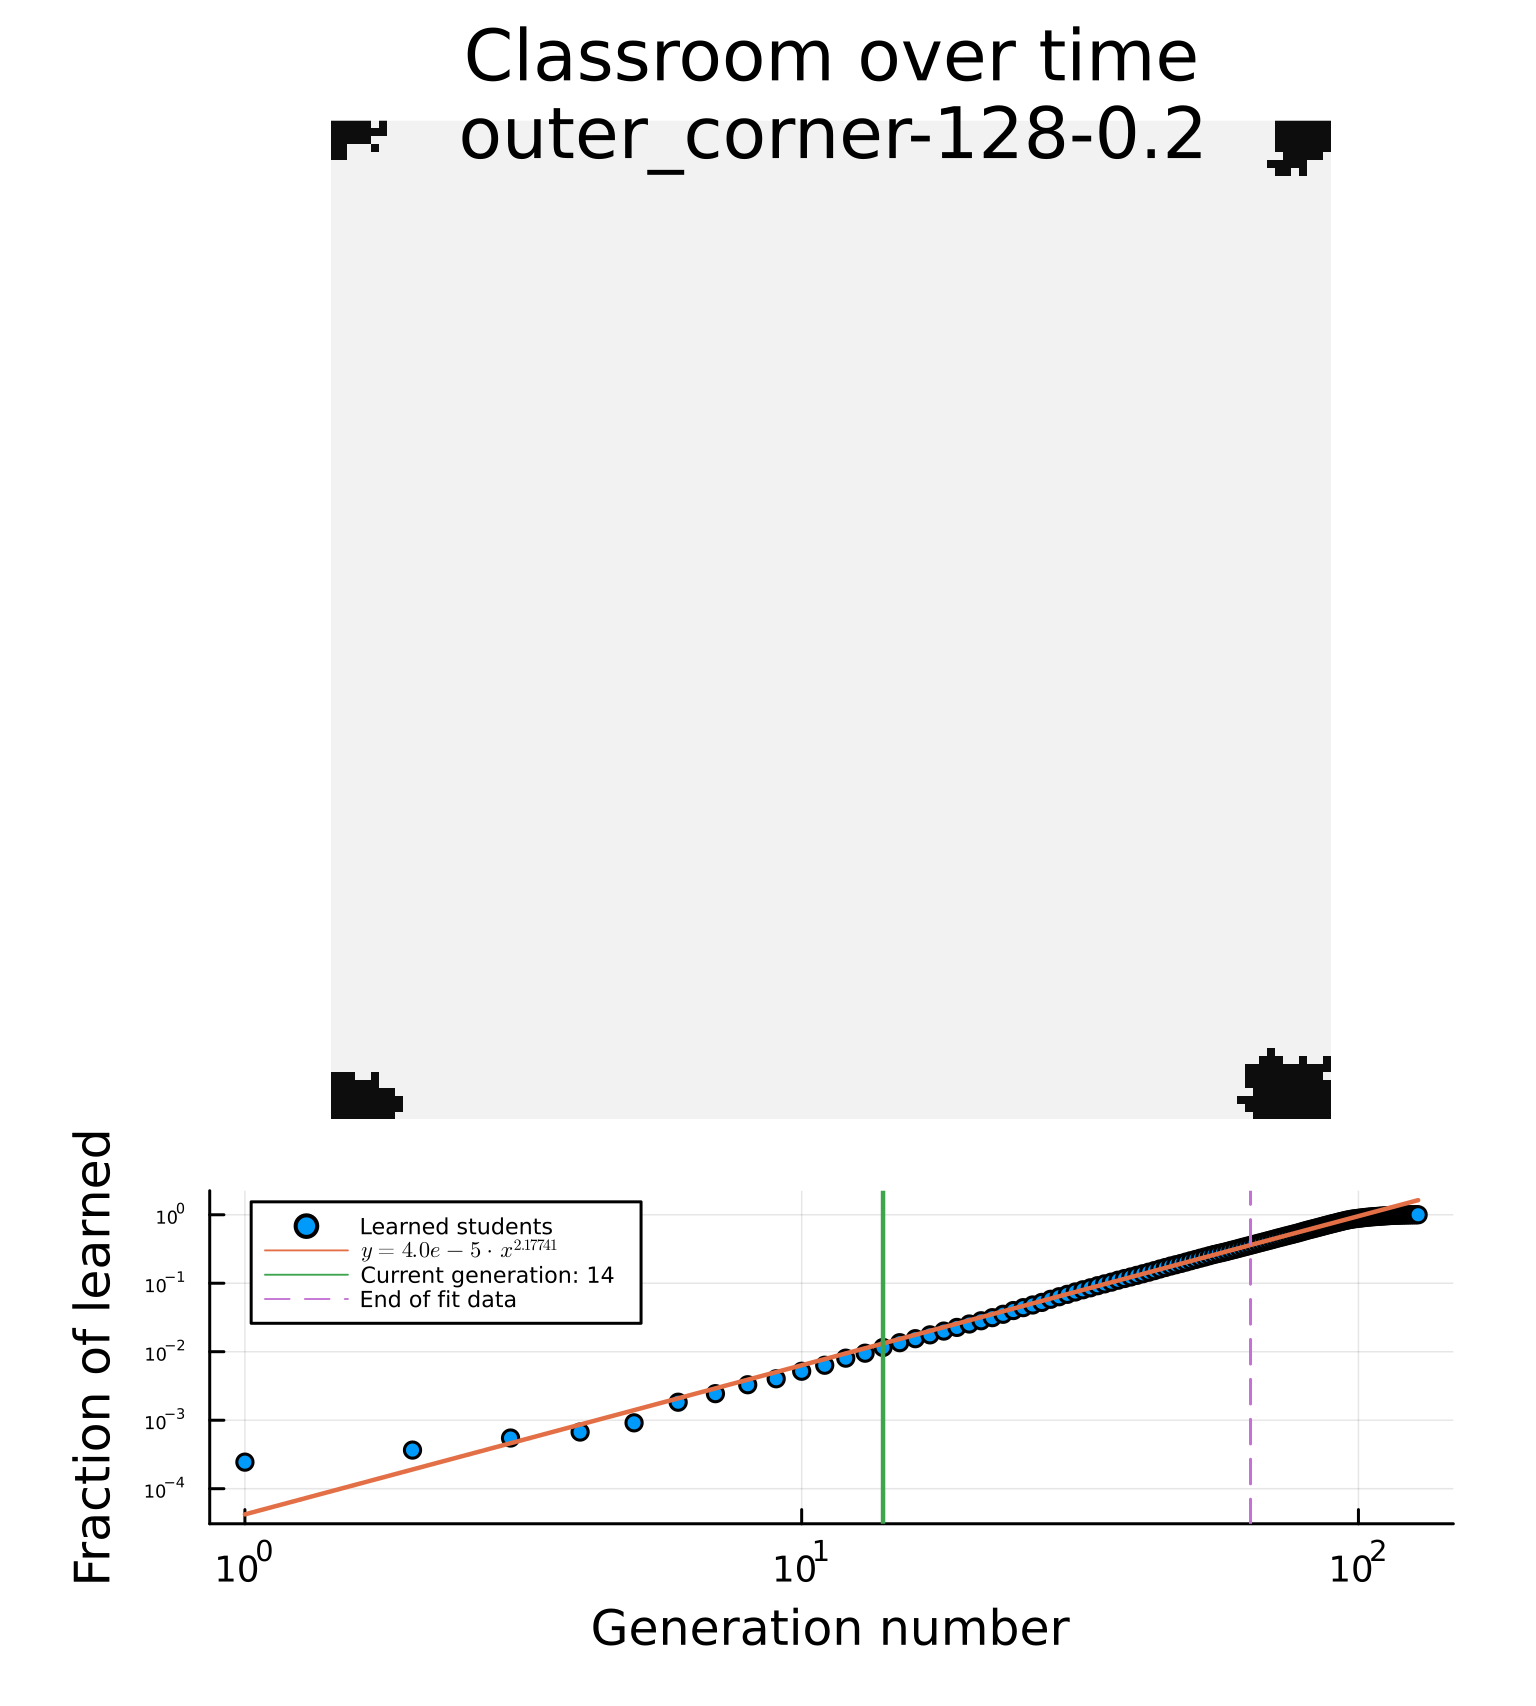 Classroom over time
outer_corner-128-0.2
Fraction of learned
10⁰
10⁻¹
10⁻²
10⁻³
10⁻⁴
Learned students
y = 4.0e − 5 · x^2.17741
Current generation: 14
End of fit data
10⁰ 10¹ 10²
Generation number